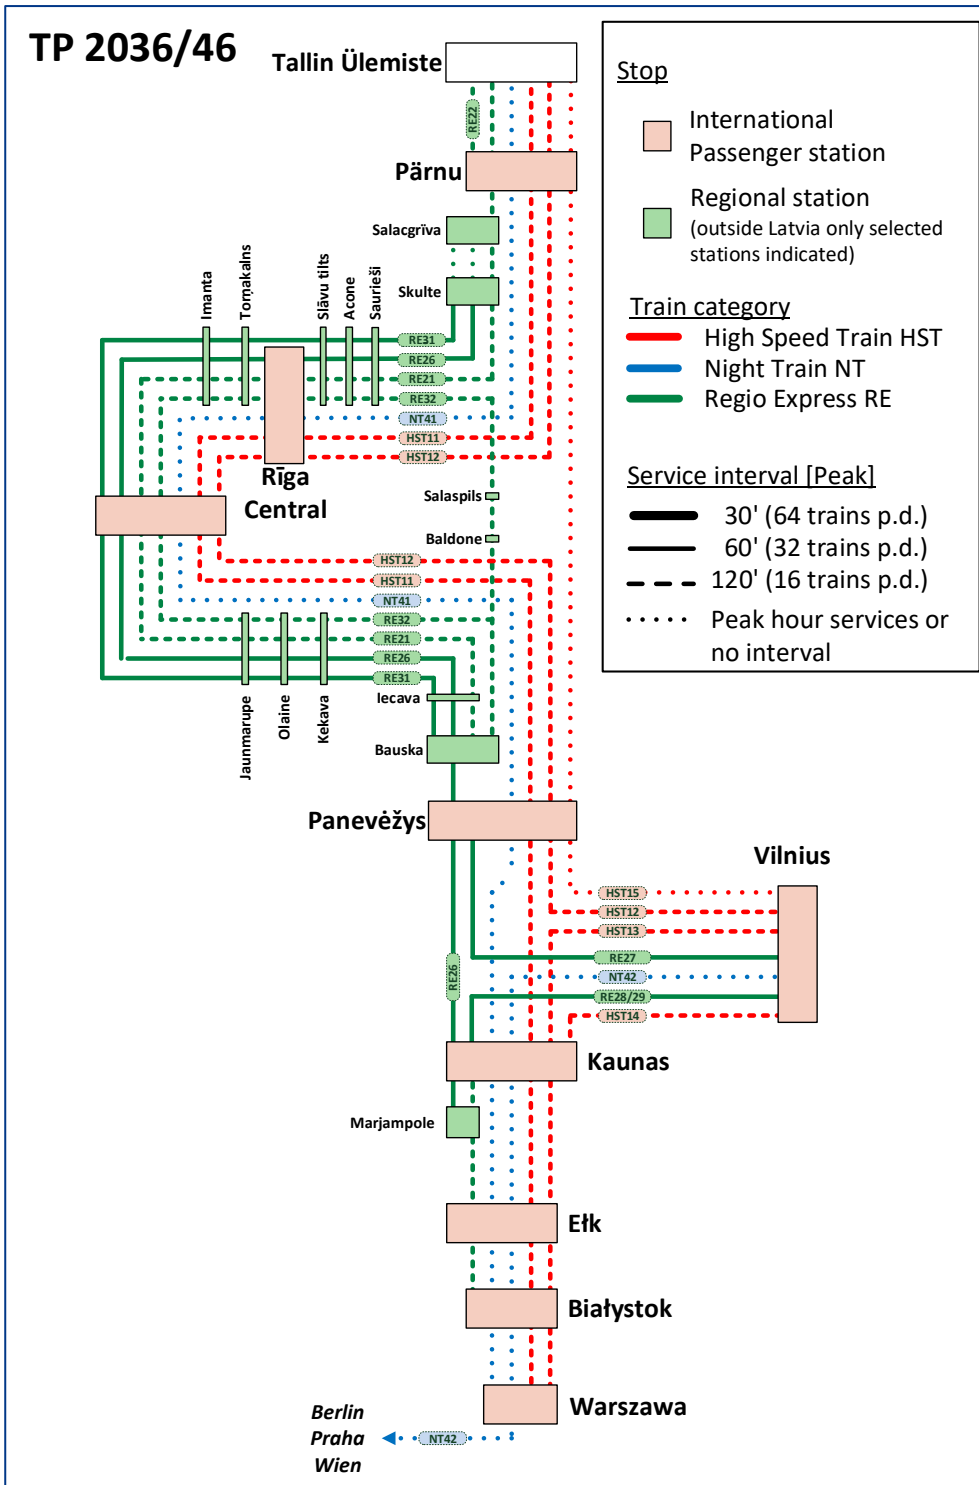 TP 2036/46
Tallin Ülemiste
RE22
Pärnu
Salacgrīva
Skulte
Imanta
Torņakalns
Slāvu tilts
Acone
Saurieši
RE31
RE26
RE21
RE32
NT41
HST11
HST12
Rīga
Central
Salaspils
Baldone
HST12
HST11
NT41
RE32
RE21
RE26
RE31
Jaunmarupe
Olaine
Kekava
Iecava
Bauska
Panevėžys
Vilnius
HST15
HST12
HST13
RE27
NT42
RE28/29
HST14
RE26
Kaunas
Marjampole
Ełk
Białystok
Warszawa
Berlin
Praha
Wien
NT42
Stop
International
Passenger station
Regional station
(outside Latvia only selected
stations indicated)
Train category
High Speed Train HST
Night Train NT
Regio Express RE
Service interval [Peak]
30' (64 trains p.d.)
60' (32 trains p.d.)
120' (16 trains p.d.)
Peak hour services or
no interval